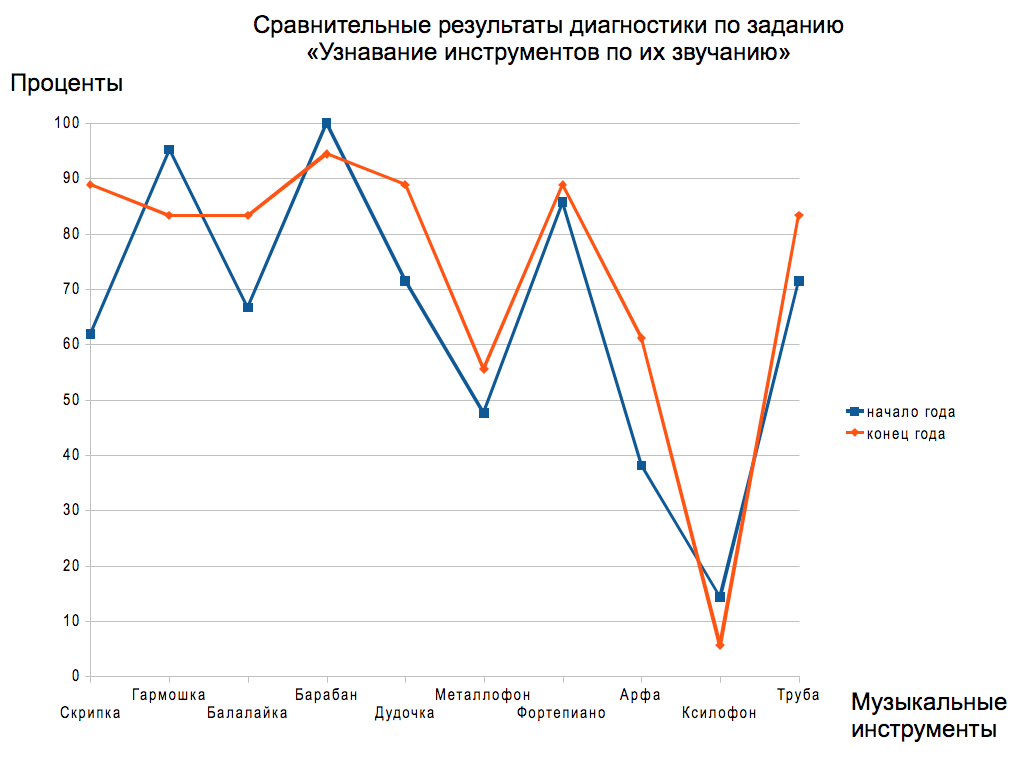 Сравнительные результаты диагностики по заданию
«Узнавание инструментов по их звучанию»
Проценты
100
90
80
70
60
50
40
30
20
10
0
начало года
конец года
Гармошка Барабан Металлофон Арфа Труба
Скрипка Балалайка Дудочка Фортепиано Ксилофон
Музыкальные
инструменты